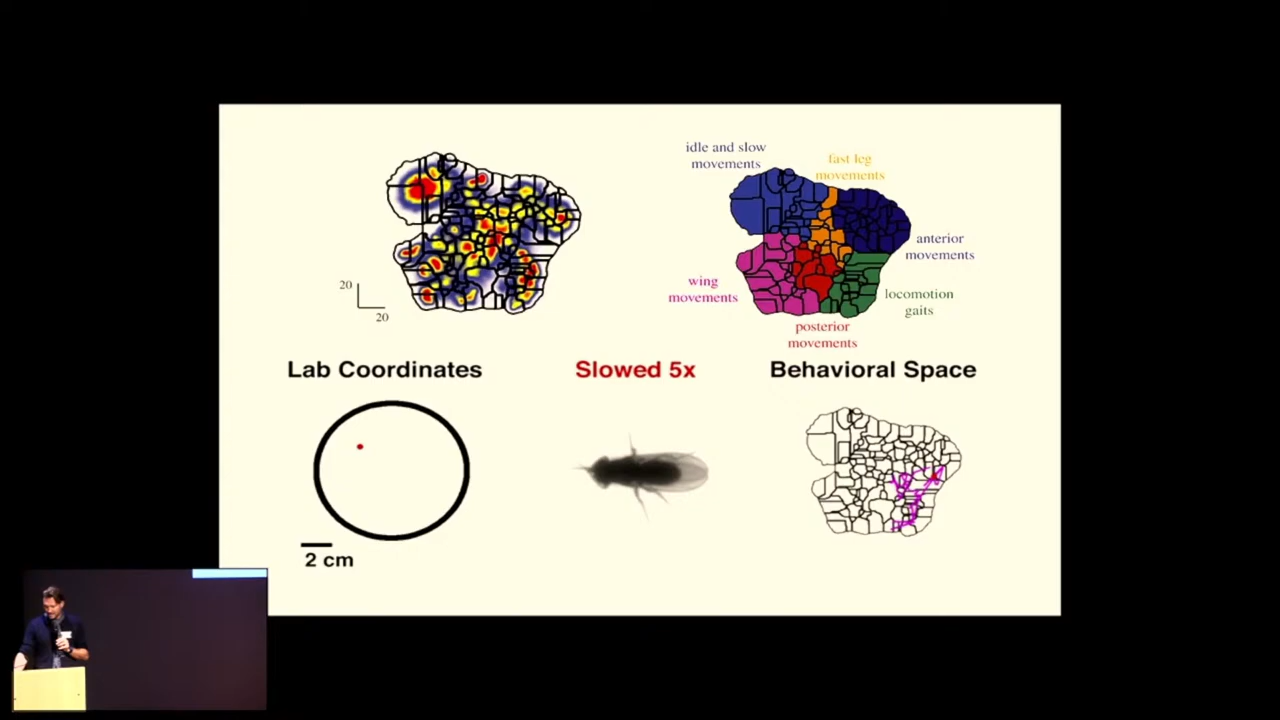 idle and slow
movements
fast leg
movements
anterior
movements
wing
movements
locomotion
gaits
posterior
movements
20
20
Lab Coordinates
Slowed 5x
Behavioral Space
2 cm